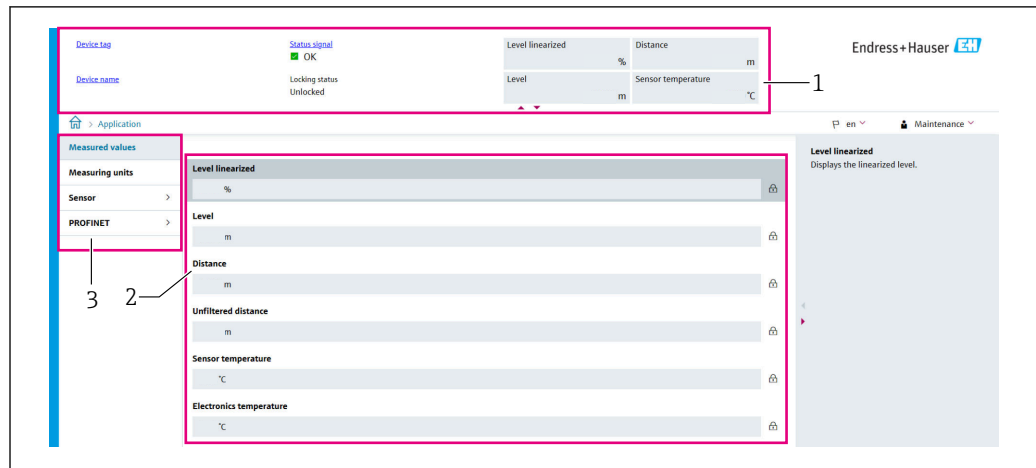 Device tag
Status signal
OK
Level linearized
%
Distance
m
Endress+Hauser EH
Device name
Locking status
Unlocked
Level
m
Sensor temperature
°C
1
> Application
en
Maintenance
Measured values
Measuring units
Sensor >
PROFINET >
3
2
Level linearized
%
Level
m
Distance
m
Unfiltered distance
m
Sensor temperature
°C
Electronics temperature
°C
Level linearized
Displays the linearized level.